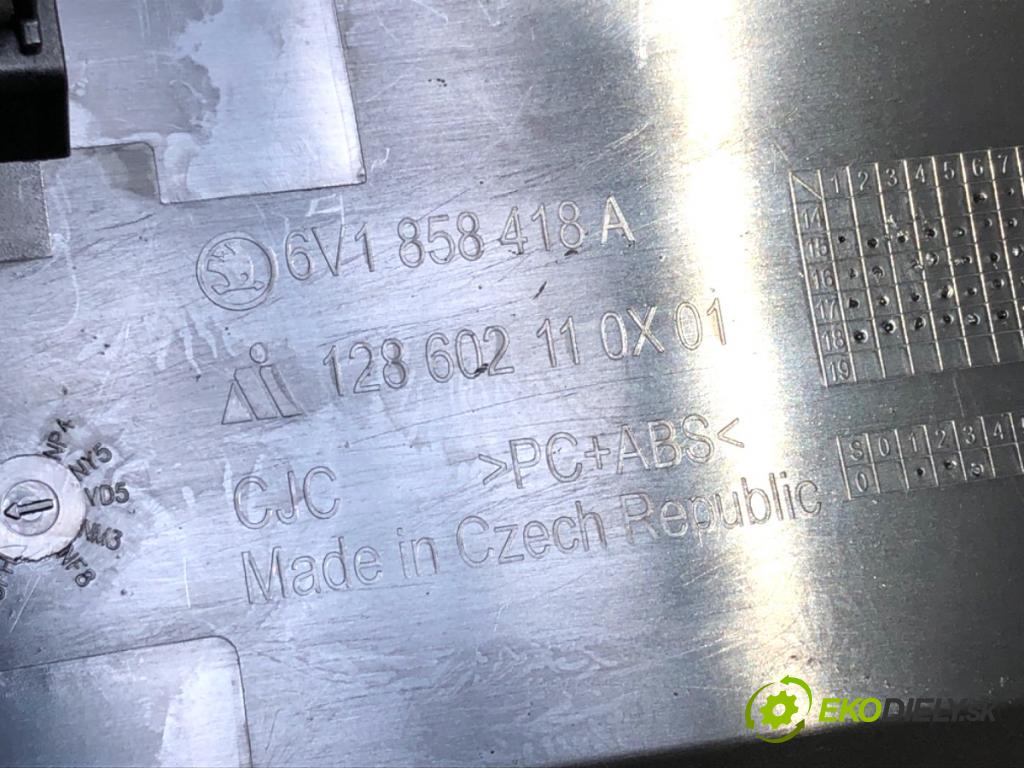 6V1 858 418 A
128 602 11 0X 01
CJC >PC+ABS<
Made in Czech Republic
1 2 3 4 5 6 7
14
15
16
17
18
19
S 0 1 2 3 4
0
NP4
NY5
YD5
NM3
NF8
EKODIELY.SK